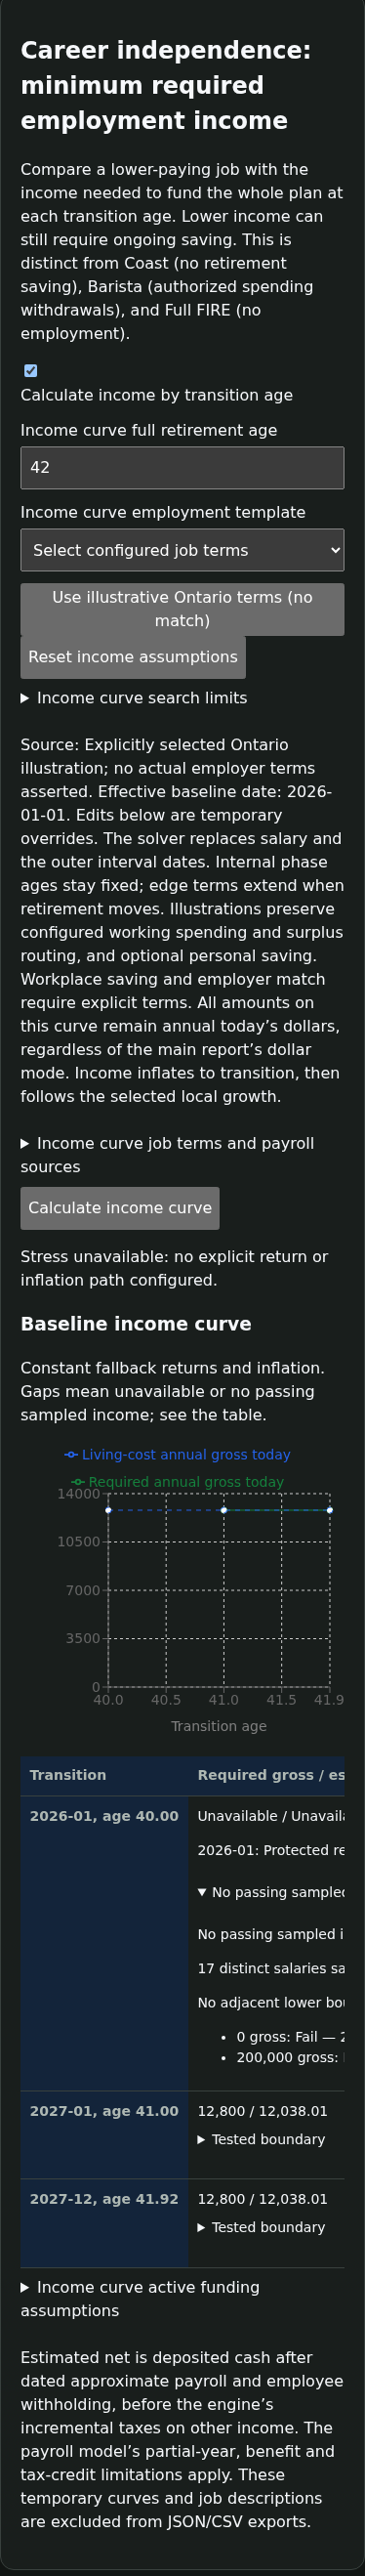 Career independence:
minimum required
employment income
Compare a lower-paying job with the
income needed to fund the whole plan at
each transition age. Lower income can
still require ongoing saving. This is
distinct from Coast (no retirement
saving), Barista (authorized spending
withdrawals), and Full FIRE (no
employment).
Calculate income by transition age
Income curve full retirement age
42
Income curve employment template
Select configured job terms
Use illustrative Ontario terms (no
match)
Reset income assumptions
Income curve search limits
Source: Explicitly selected Ontario
illustration; no actual employer terms
asserted. Effective baseline date: 2026-
01-01. Edits below are temporary
overrides. The solver replaces salary and
the outer interval dates. Internal phase
ages stay fixed; edge terms extend when
retirement moves. Illustrations preserve
configured working spending and surplus
routing, and optional personal saving.
Workplace saving and employer match
require explicit terms. All amounts on
this curve remain annual today’s dollars,
regardless of the main report’s dollar
mode. Income inflates to transition, then
follows the selected local growth.
Income curve job terms and payroll
sources
Calculate income curve
Stress unavailable: no explicit return or
inflation path configured.
Baseline income curve
Constant fallback returns and inflation.
Gaps mean unavailable or no passing
sampled income; see the table.
Living-cost annual gross today
Required annual gross today
14000
10500
7000
3500
0
40.0 40.5 41.0 41.5 41.9
Transition age
Transition Required gross / es
2026-01, age 40.00 Unavailable / Unavail
2026-01: Protected re
No passing sampled
No passing sampled i
17 distinct salaries sa
No adjacent lower bou
• 0 gross: Fail — 2
• 200,000 gross:
2027-01, age 41.00 12,800 / 12,038.01
Tested boundary
2027-12, age 41.92 12,800 / 12,038.01
Tested boundary
Income curve active funding
assumptions
Estimated net is deposited cash after
dated approximate payroll and employee
withholding, before the engine’s
incremental taxes on other income. The
payroll model’s partial-year, benefit and
tax-credit limitations apply. These
temporary curves and job descriptions
are excluded from JSON/CSV exports.